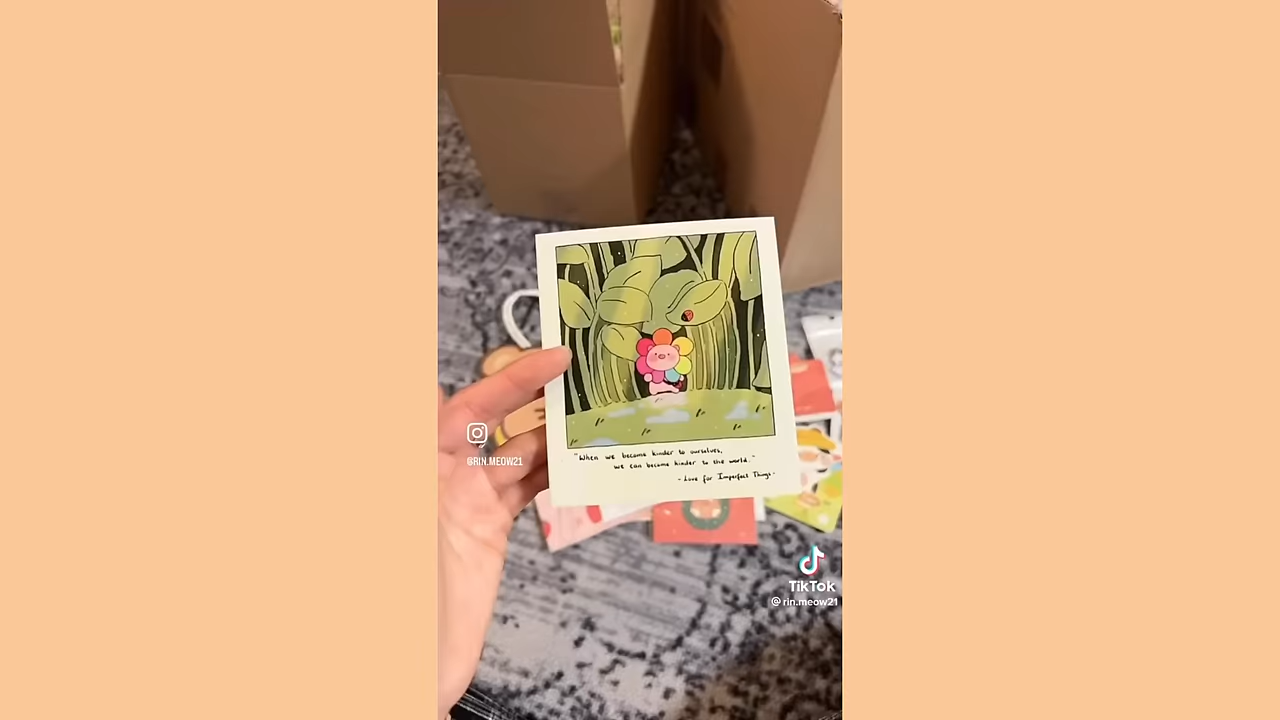 "When we become kinder to ourselves,
we can become kinder to the world."
- Love for Imperfect Things -
@RIN.MEOW21
TikTok
@ rin.meow21